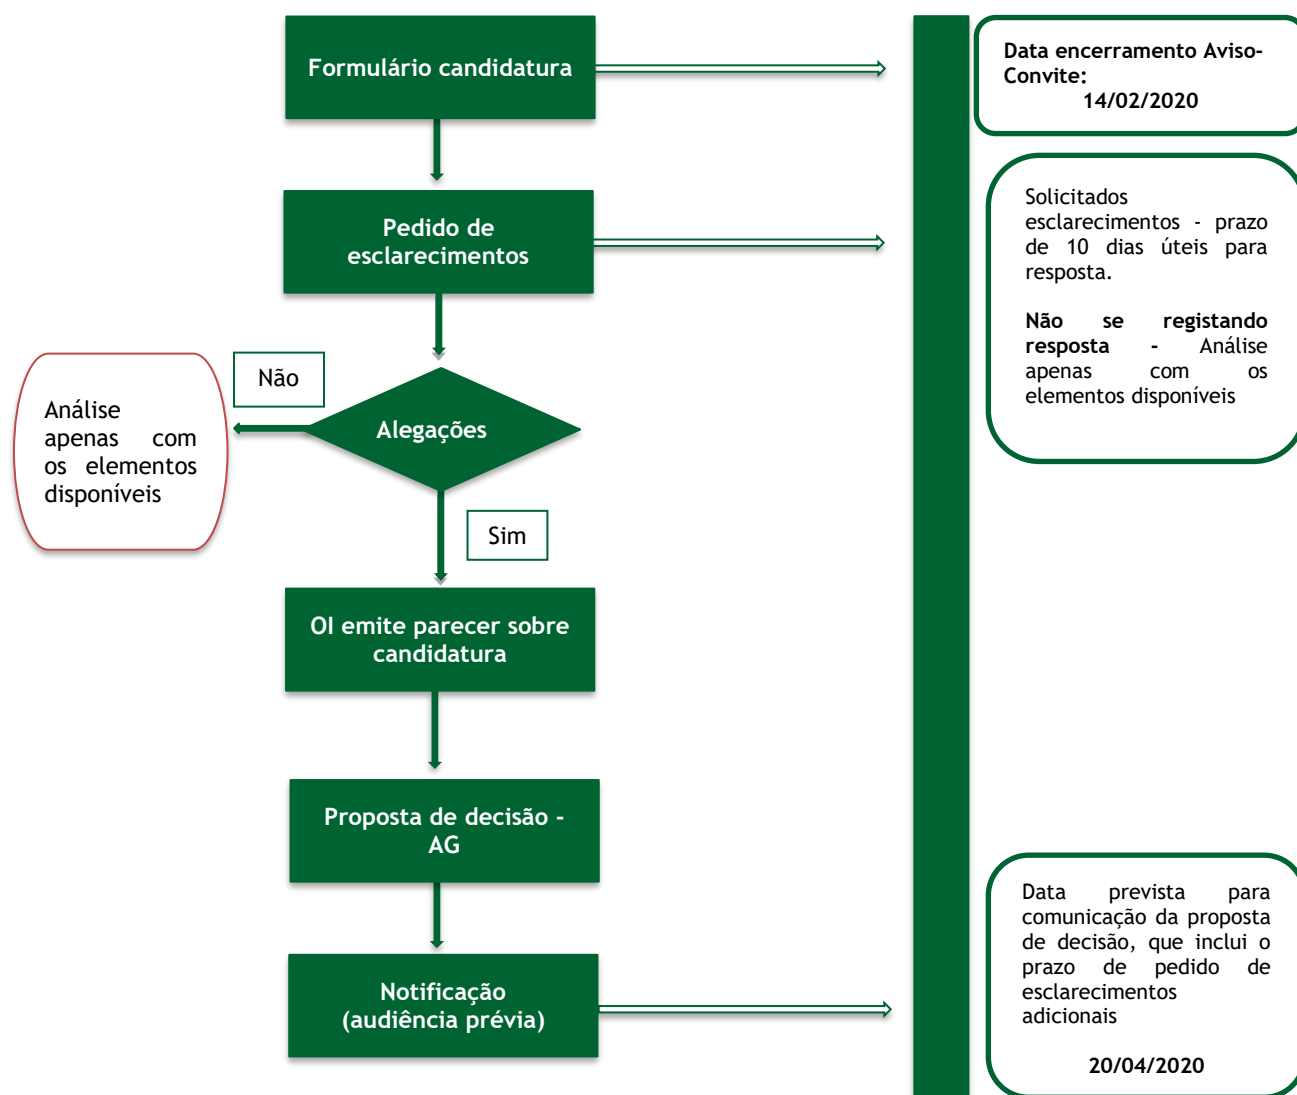 Formulário candidatura
Data encerramento Aviso-
Convite:
14/02/2020
Pedido de
esclarecimentos
Solicitados
esclarecimentos - prazo
de 10 dias úteis para
resposta.
Não se registando
resposta - Análise
apenas com os
elementos disponíveis
Não
Alegações
Análise
apenas com
os elementos
disponíveis
Sim
OI emite parecer sobre
candidatura
Proposta de decisão -
AG
Notificação
(audiência prévia)
Data prevista para
comunicação da proposta
de decisão, que inclui o
prazo de pedido de
esclarecimentos
adicionais
20/04/2020